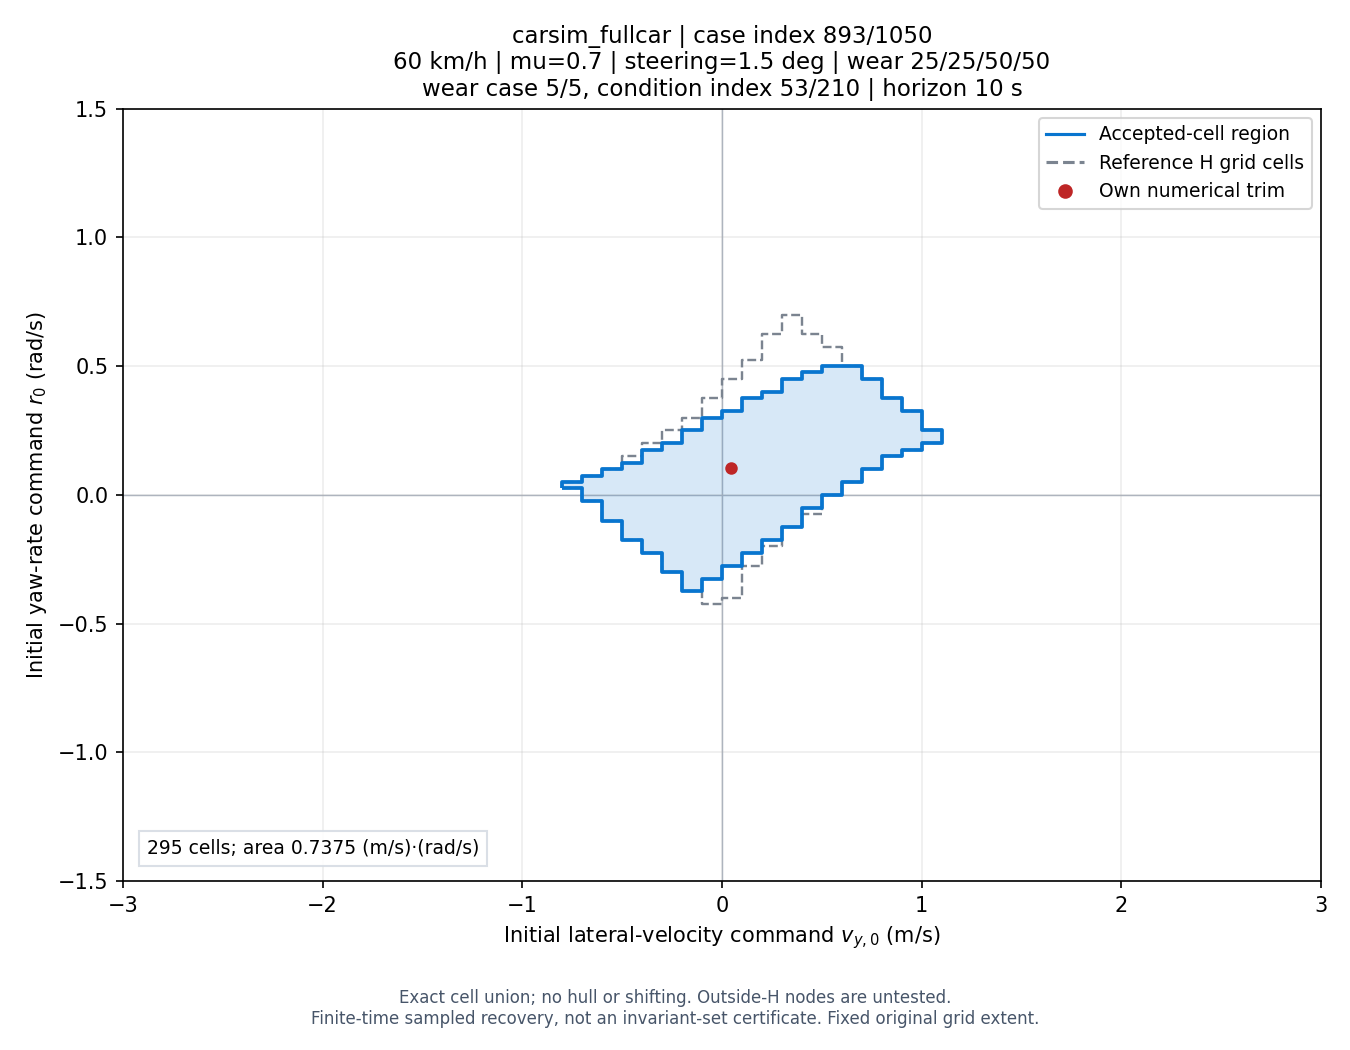 carsim_fullcar | case index 893/1050
60 km/h | mu=0.7 | steering=1.5 deg | wear 25/25/50/50
wear case 5/5, condition index 53/210 | horizon 10 s
Accepted-cell region
Reference H grid cells
Own numerical trim
1.5
1.0
0.5
0.0
−0.5
−1.0
−1.5
Initial yaw-rate command r₀ (rad/s)
295 cells; area 0.7375 (m/s)·(rad/s)
−3
−2
−1
0
1
2
3
Initial lateral-velocity command v_{y,0} (m/s)
Exact cell union; no hull or shifting. Outside-H nodes are untested.
Finite-time sampled recovery, not an invariant-set certificate. Fixed original grid extent.